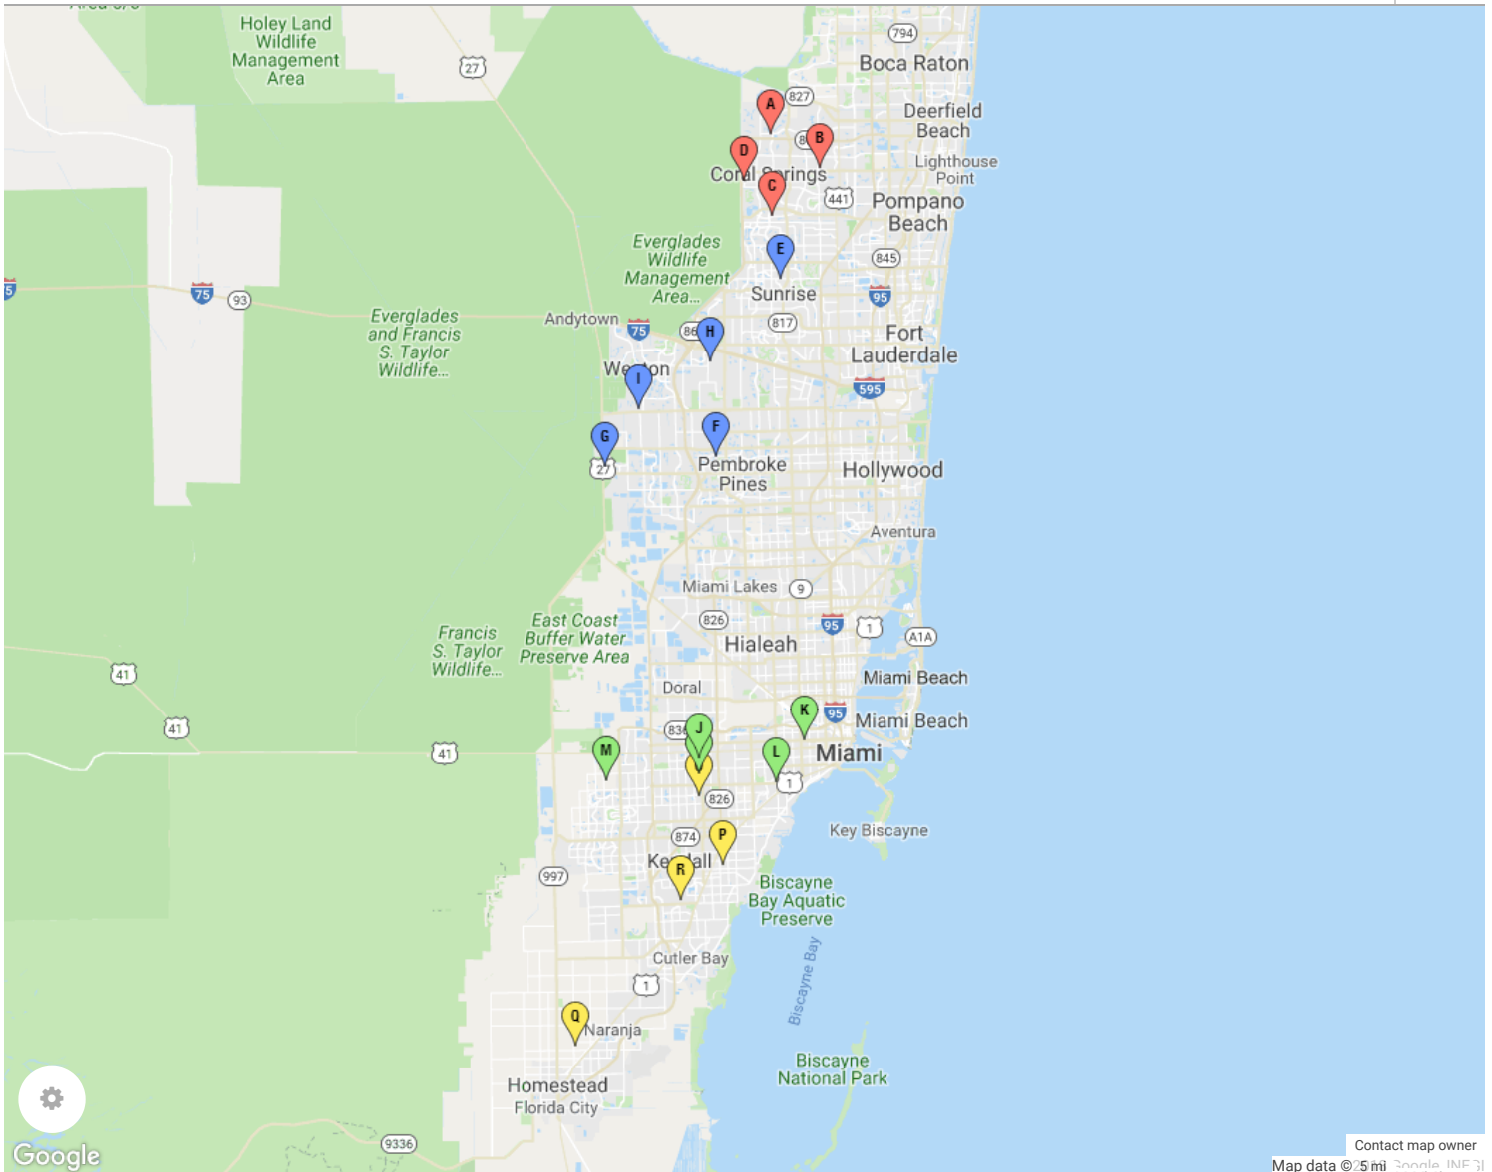 Holey Land
Wildlife
Management
Area
27
794
Boca Raton
A
827
Deerfield
Beach
B
D
Lighthouse
Point
Coral Springs
C
441
Pompano
Beach
Everglades
Wildlife
Management
Area...
E
845
Sunrise
75
93
95
Everglades
and Francis
S. Taylor
Wildlife...
Andytown
75
H
817
Fort
Lauderdale
Weston
I
595
F
G
27
Pembroke
Pines
Hollywood
Aventura
Miami Lakes
9
826
East Coast
Buffer Water
Preserve Area
Francis
S. Taylor
Wildlife...
95
1
A1A
Hialeah
41
Doral
Miami Beach
K
95
Miami Beach
41
836
J
41
M
L
Miami
1
826
Key Biscayne
874
P
Kendall
R
997
Biscayne
Bay Aquatic
Preserve
Cutler Bay
1
Biscayne Bay
Q
Naranja
Biscayne
National Park
Homestead
Florida City
9336
Google
Contact map owner
Map data ©
5 mi